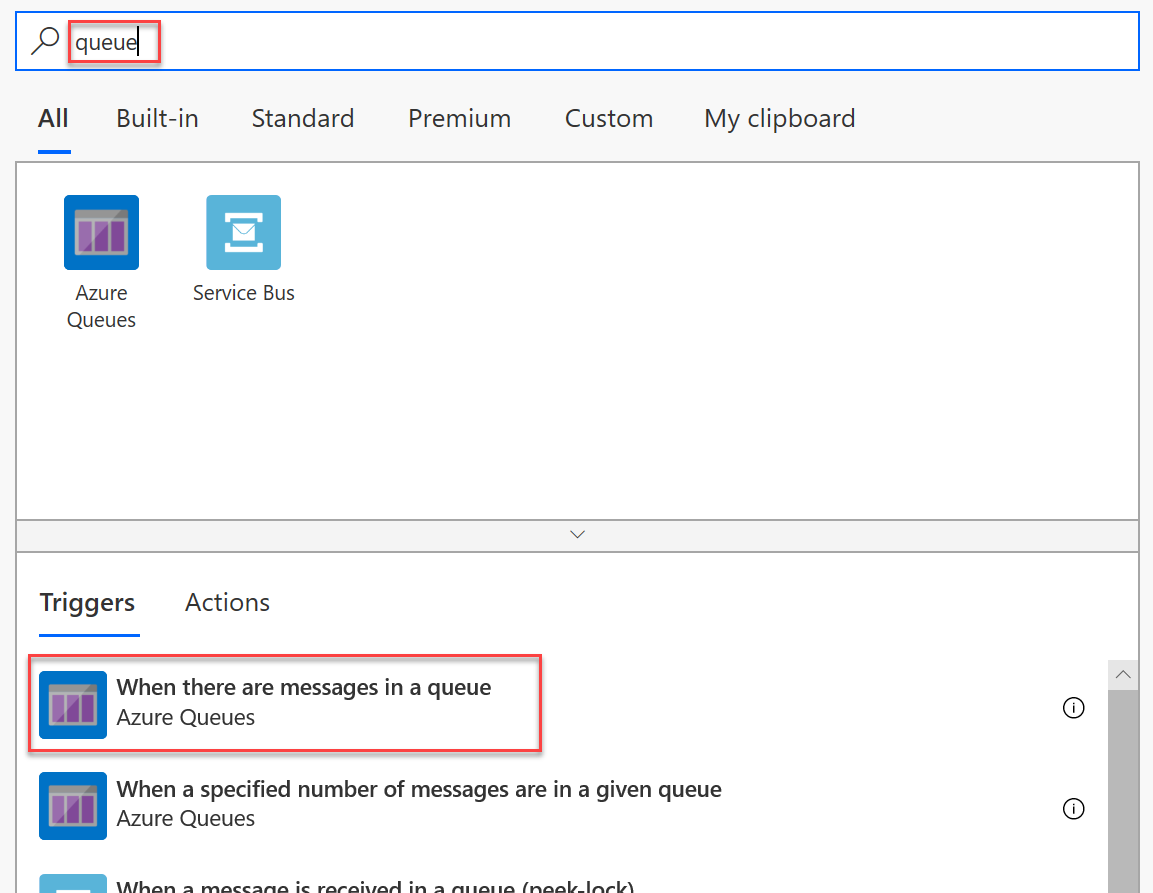 queue
All Built-in Standard Premium Custom My clipboard
Azure
Queues
Service Bus
Triggers Actions
When there are messages in a queue
Azure Queues
When a specified number of messages are in a given queue
Azure Queues
When a message is received in a queue (peek-lock)